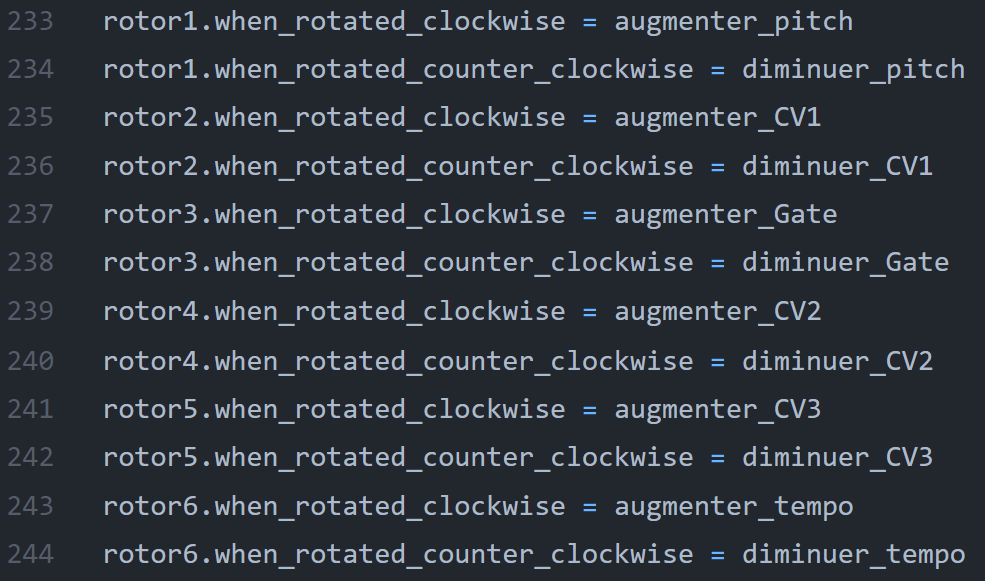 233 rotor1.when_rotated_clockwise = augmenter_pitch
234 rotor1.when_rotated_counter_clockwise = diminuer_pitch
235 rotor2.when_rotated_clockwise = augmenter_CV1
236 rotor2.when_rotated_counter_clockwise = diminuer_CV1
237 rotor3.when_rotated_clockwise = augmenter_Gate
238 rotor3.when_rotated_counter_clockwise = diminuer_Gate
239 rotor4.when_rotated_clockwise = augmenter_CV2
240 rotor4.when_rotated_counter_clockwise = diminuer_CV2
241 rotor5.when_rotated_clockwise = augmenter_CV3
242 rotor5.when_rotated_counter_clockwise = diminuer_CV3
243 rotor6.when_rotated_clockwise = augmenter_tempo
244 rotor6.when_rotated_counter_clockwise = diminuer_tempo